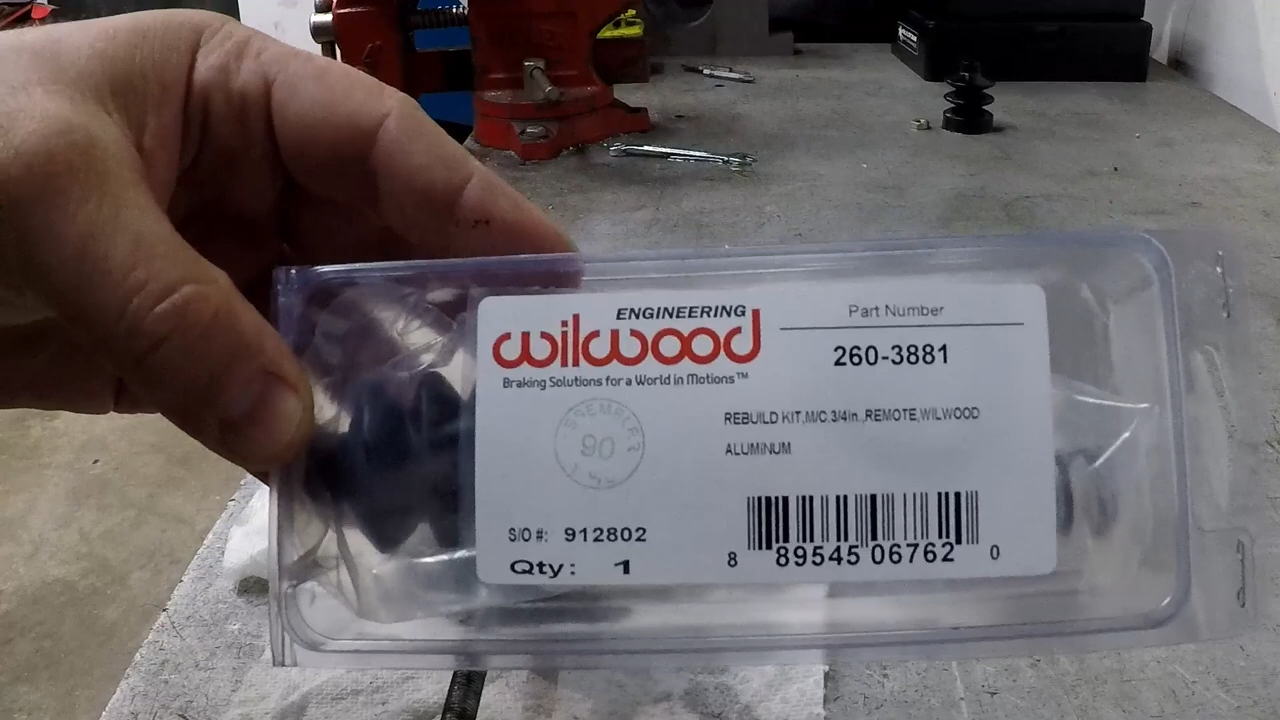 ENGINEERING
wilwood
Braking Solutions for a World in Motions™
Part Number
260-3881
REBUILD KIT,M/C.3/4in.,REMOTE,WILWOOD
ALUMINUM
90
S/O #: 912802
Qty: 1
8 89545 06762 0